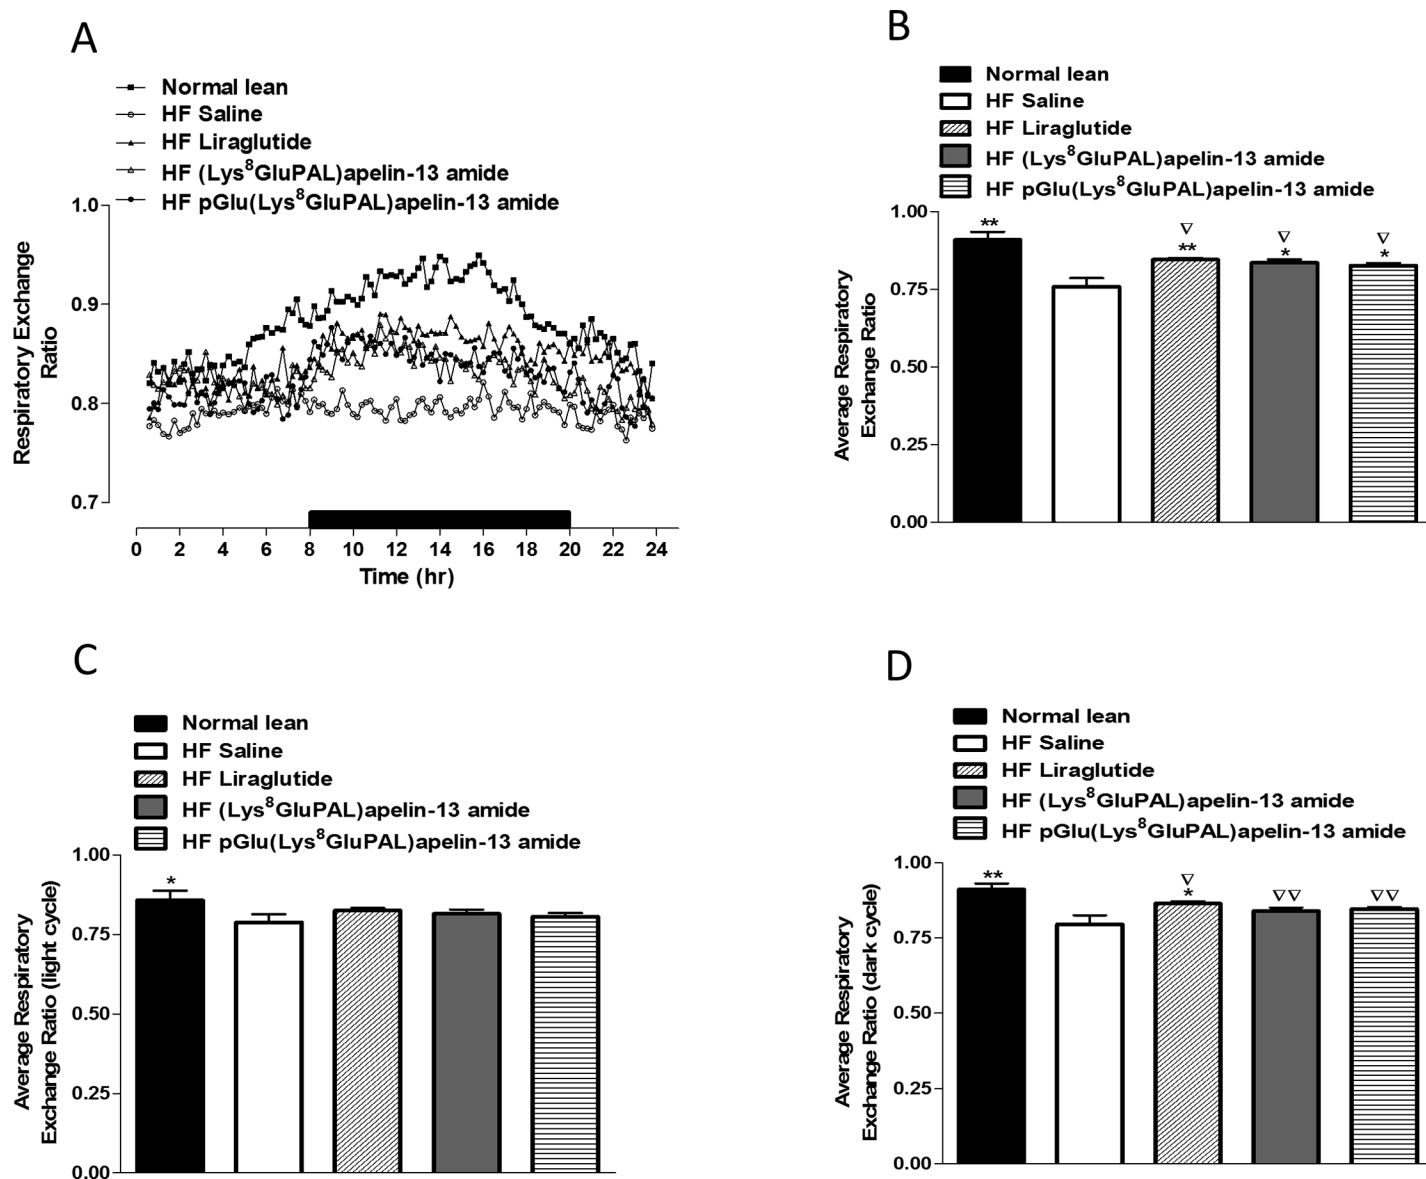 A
Normal lean
HF Saline
HF Liraglutide
HF (Lys⁸GluPAL)apelin-13 amide
HF pGlu(Lys⁸GluPAL)apelin-13 amide
Respiratory Exchange
Ratio
1.0
0.9
0.8
0.7
0 2 4 6 8 10 12 14 16 18 20 22 24
Time (hr)
B
Normal lean
HF Saline
HF Liraglutide
HF (Lys⁸GluPAL)apelin-13 amide
HF pGlu(Lys⁸GluPAL)apelin-13 amide
Average Respiratory
Exchange Ratio
1.00
0.75
0.50
0.25
0.00
** ▽ ▽ ▽
** * *
C
Normal lean
HF Saline
HF Liraglutide
HF (Lys⁸GluPAL)apelin-13 amide
HF pGlu(Lys⁸GluPAL)apelin-13 amide
Average Respiratory
Exchange Ratio (light cycle)
1.00
0.75
0.50
0.25
0.00
*
D
Normal lean
HF Saline
HF Liraglutide
HF (Lys⁸GluPAL)apelin-13 amide
HF pGlu(Lys⁸GluPAL)apelin-13 amide
Average Respiratory
Exchange Ratio (dark cycle)
1.00
0.75
0.50
0.25
0.00
** ▽ ▽▽ ▽▽
*